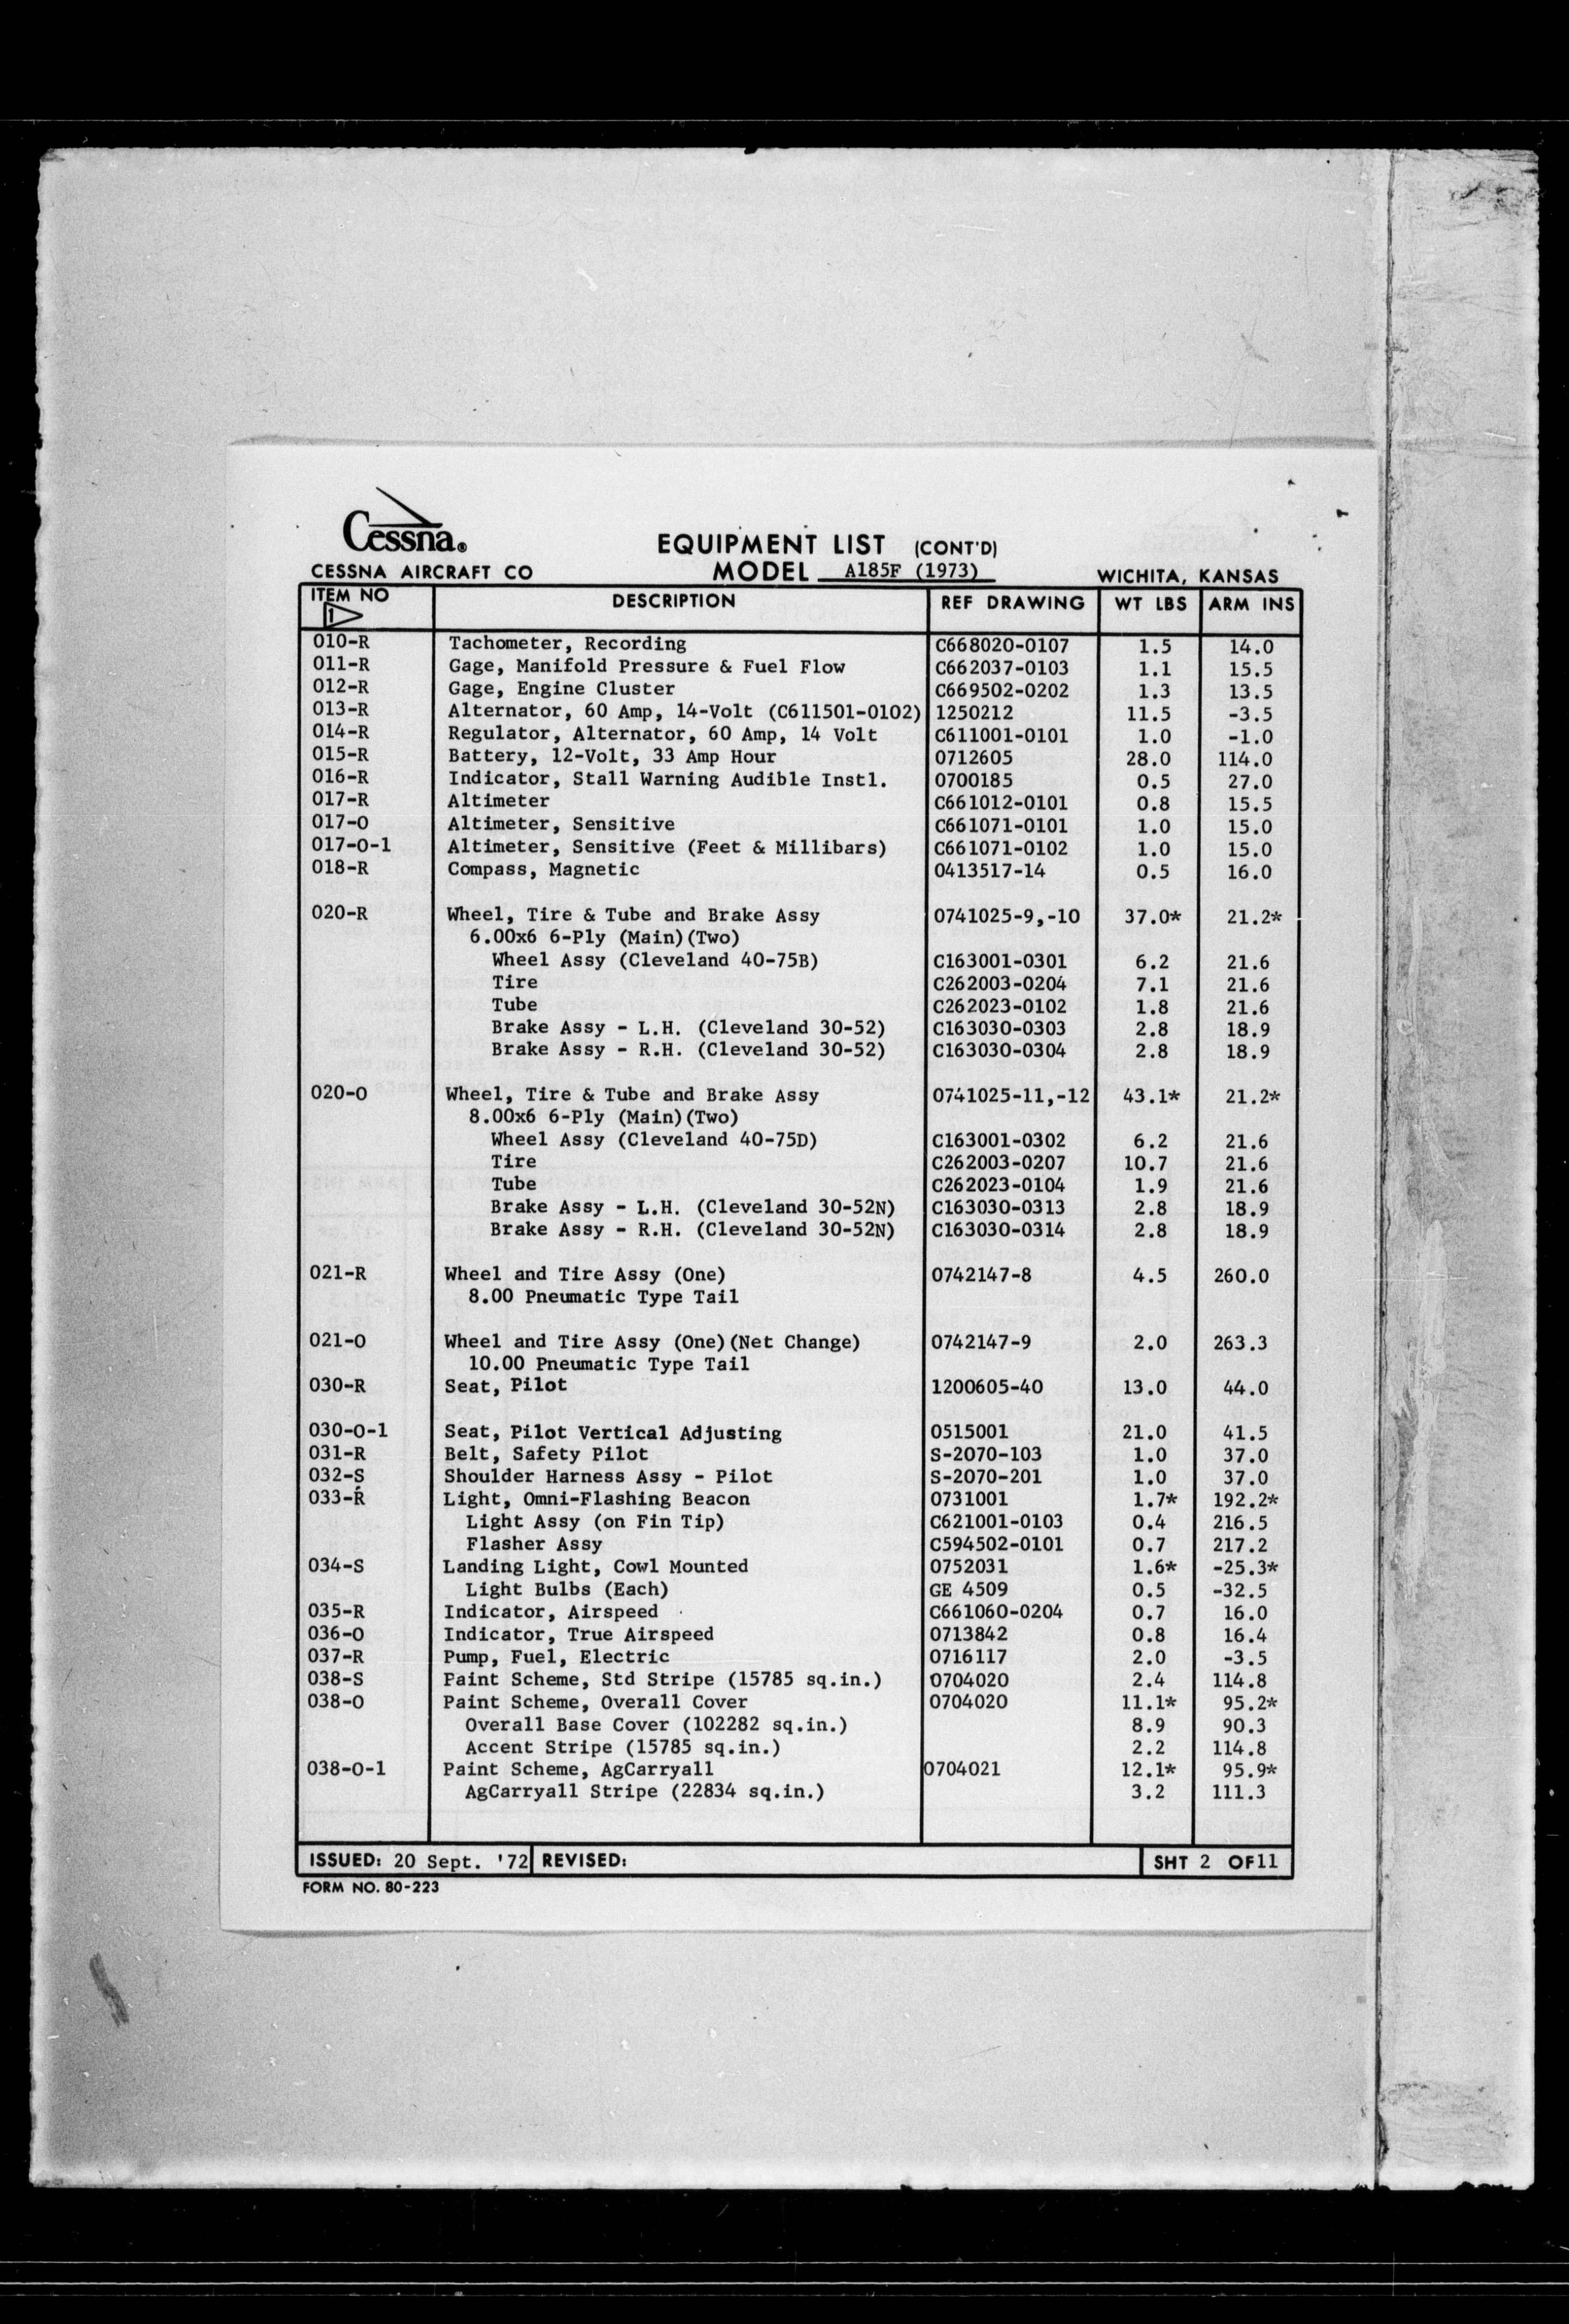 Cessna®
EQUIPMENT LIST (CONT'D)
CESSNA AIRCRAFT CO MODEL A185F (1973) WICHITA, KANSAS
ITEM NO DESCRIPTION REF DRAWING WT LBS ARM INS
1
010-R Tachometer, Recording C668020-0107 1.5 14.0
011-R Gage, Manifold Pressure & Fuel Flow C662037-0103 1.1 15.5
012-R Gage, Engine Cluster C669502-0202 1.3 13.5
013-R Alternator, 60 Amp, 14-Volt (C611501-0102) 1250212 11.5 -3.5
014-R Regulator, Alternator, 60 Amp, 14 Volt C611001-0101 1.0 -1.0
015-R Battery, 12-Volt, 33 Amp Hour 0712605 28.0 114.0
016-R Indicator, Stall Warning Audible Instl. 0700185 0.5 27.0
017-R Altimeter C661012-0101 0.8 15.5
017-O Altimeter, Sensitive C661071-0101 1.0 15.0
017-O-1 Altimeter, Sensitive (Feet & Millibars) C661071-0102 1.0 15.0
018-R Compass, Magnetic 0413517-14 0.5 16.0
020-R Wheel, Tire & Tube and Brake Assy 0741025-9,-10 37.0* 21.2*
6.00x6 6-Ply (Main)(Two)
Wheel Assy (Cleveland 40-75B) C163001-0301 6.2 21.6
Tire C262003-0204 7.1 21.6
Tube C262023-0102 1.8 21.6
Brake Assy - L.H. (Cleveland 30-52) C163030-0303 2.8 18.9
Brake Assy - R.H. (Cleveland 30-52) C163030-0304 2.8 18.9
020-O Wheel, Tire & Tube and Brake Assy 0741025-11,-12 43.1* 21.2*
8.00x6 6-Ply (Main)(Two)
Wheel Assy (Cleveland 40-75D) C163001-0302 6.2 21.6
Tire C262003-0207 10.7 21.6
Tube C262023-0104 1.9 21.6
Brake Assy - L.H. (Cleveland 30-52N) C163030-0313 2.8 18.9
Brake Assy - R.H. (Cleveland 30-52N) C163030-0314 2.8 18.9
021-R Wheel and Tire Assy (One) 0742147-8 4.5 260.0
8.00 Pneumatic Type Tail
021-O Wheel and Tire Assy (One)(Net Change) 0742147-9 2.0 263.3
10.00 Pneumatic Type Tail
030-R Seat, Pilot 1200605-40 13.0 44.0
030-O-1 Seat, Pilot Vertical Adjusting 0515001 21.0 41.5
031-R Belt, Safety Pilot S-2070-103 1.0 37.0
032-S Shoulder Harness Assy - Pilot S-2070-201 1.0 37.0
033-R Light, Omni-Flashing Beacon 0731001 1.7* 192.2*
Light Assy (on Fin Tip) C621001-0103 0.4 216.5
Flasher Assy C594502-0101 0.7 217.2
034-S Landing Light, Cowl Mounted 0752031 1.6* -25.3*
Light Bulbs (Each) GE 4509 0.5 -32.5
035-R Indicator, Airspeed C661060-0204 0.7 16.0
036-O Indicator, True Airspeed 0713842 0.8 16.4
037-R Pump, Fuel, Electric 0716117 2.0 -3.5
038-S Paint Scheme, Std Stripe (15785 sq.in.) 0704020 2.4 114.8
038-O Paint Scheme, Overall Cover 0704020 11.1* 95.2*
Overall Base Cover (102282 sq.in.) 8.9 90.3
Accent Stripe (15785 sq.in.) 2.2 114.8
038-O-1 Paint Scheme, AgCarryall 0704021 12.1* 95.9*
AgCarryall Stripe (22834 sq.in.) 3.2 111.3
ISSUED: 20 Sept. '72 REVISED: SHT 2 OF 11
FORM NO. 80-223